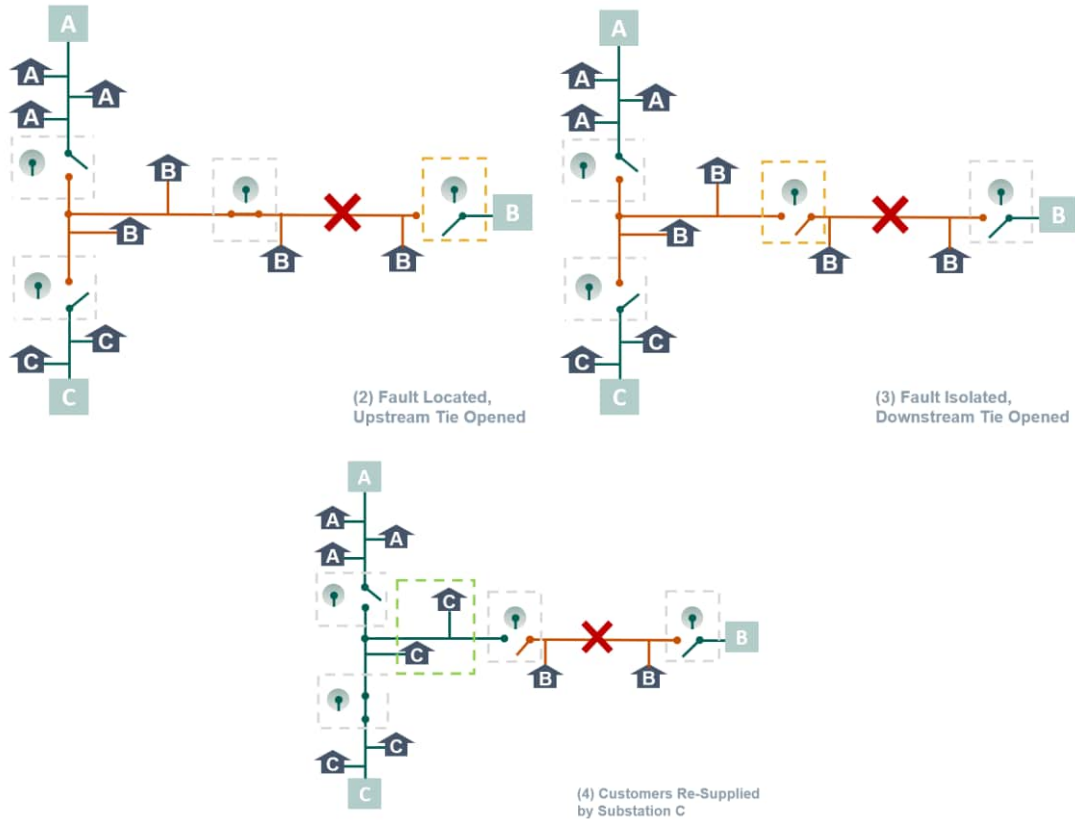 A
A
A
A
B
B
B
B
B
C
C
C
(2) Fault Located,
Upstream Tie Opened
A
A
A
A
B
B
B
B
B
C
C
C
(3) Fault Isolated,
Downstream Tie Opened
A
A
A
A
C
C
B
B
B
C
C
C
(4) Customers Re-Supplied
by Substation C